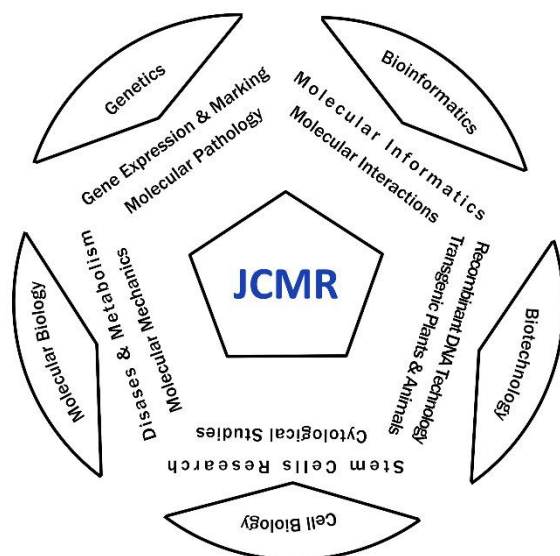 Genetics
Gene Expression & Marking
Molecular Pathology
Bioinformatics
Molecular Informatics
Molecular Interactions
Biotechnology
Recombinant DNA Technology
Transgenic Plants & Animals
Cell Biology
Stem Cells Research
Cytological Studies
Molecular Biology
Disases & Metabolism
Molecular Mechanics
JCMR